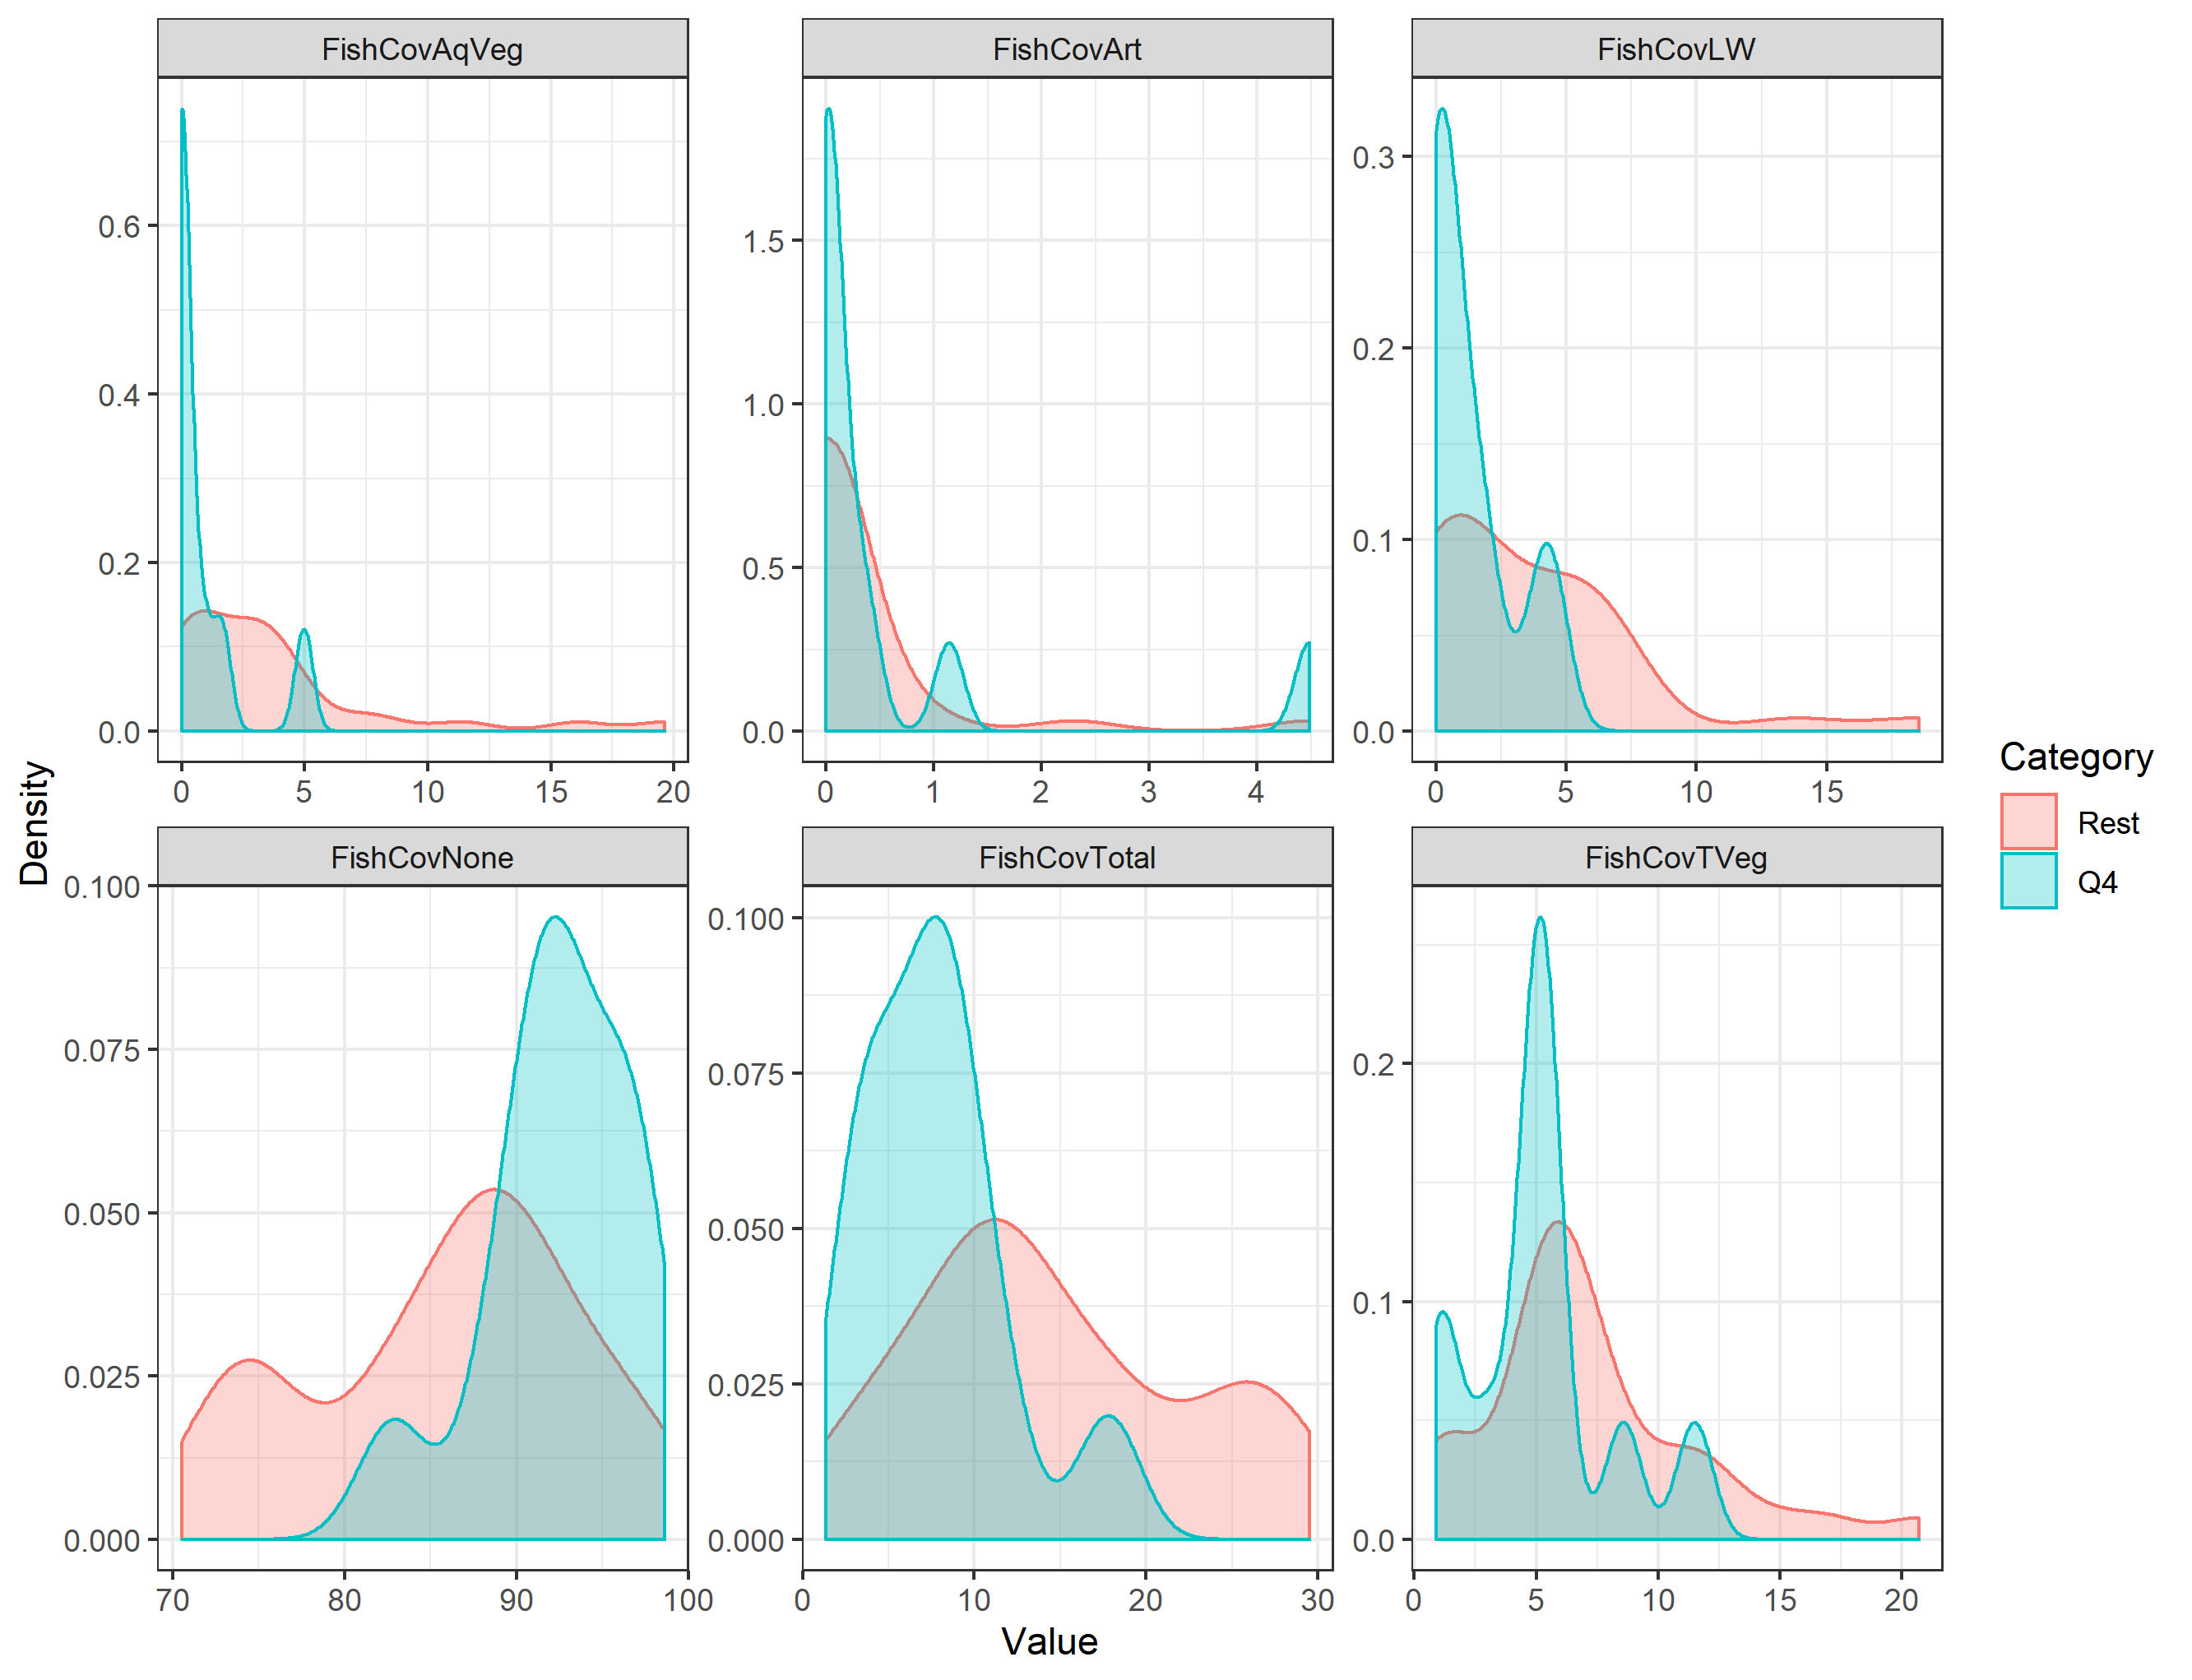 FishCovAqVeg FishCovArt FishCovLW
0.6
0.4
0.2
0.0
1.5
1.0
0.5
0.0
0.3
0.2
0.1
0.0
0 5 10 15 20
0 1 2 3 4
0 5 10 15
FishCovNone FishCovTotal FishCovTVeg
0.100
0.075
0.050
0.025
0.000
0.100
0.075
0.050
0.025
0.000
0.2
0.1
0.0
70 80 90 100
0 10 20 30
0 5 10 15 20
Density
Value
Category
Rest
Q4